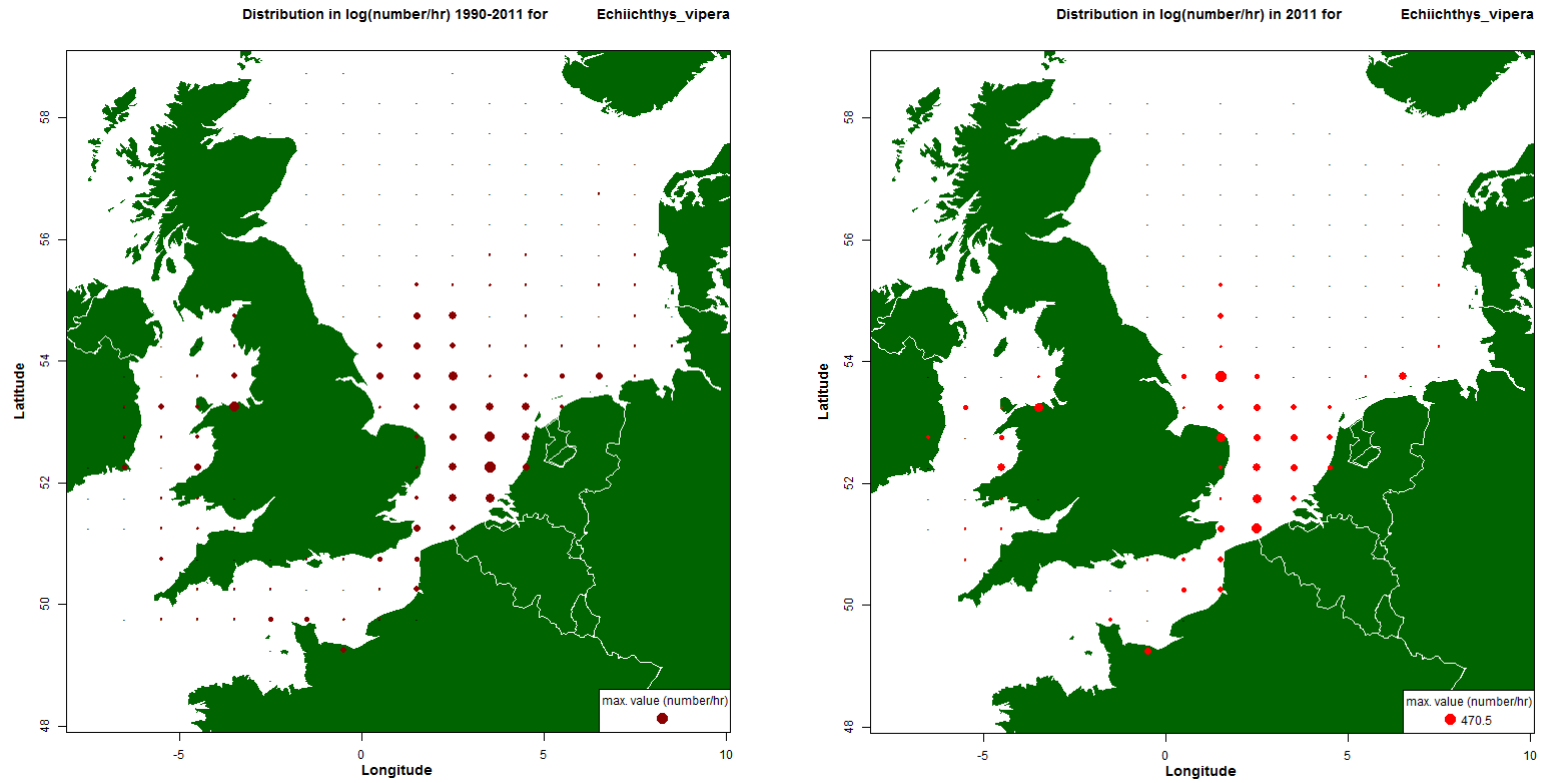 Distribution in log(number/hr) 1990-2011 for Echiichthys_vipera
58
56
54
52
50
48
Latitude
-5 0 5 10
Longitude
max. value (number/hr)
Distribution in log(number/hr) in 2011 for Echiichthys_vipera
58
56
54
52
50
48
Latitude
-5 0 5 10
Longitude
max. value (number/hr)
470.5